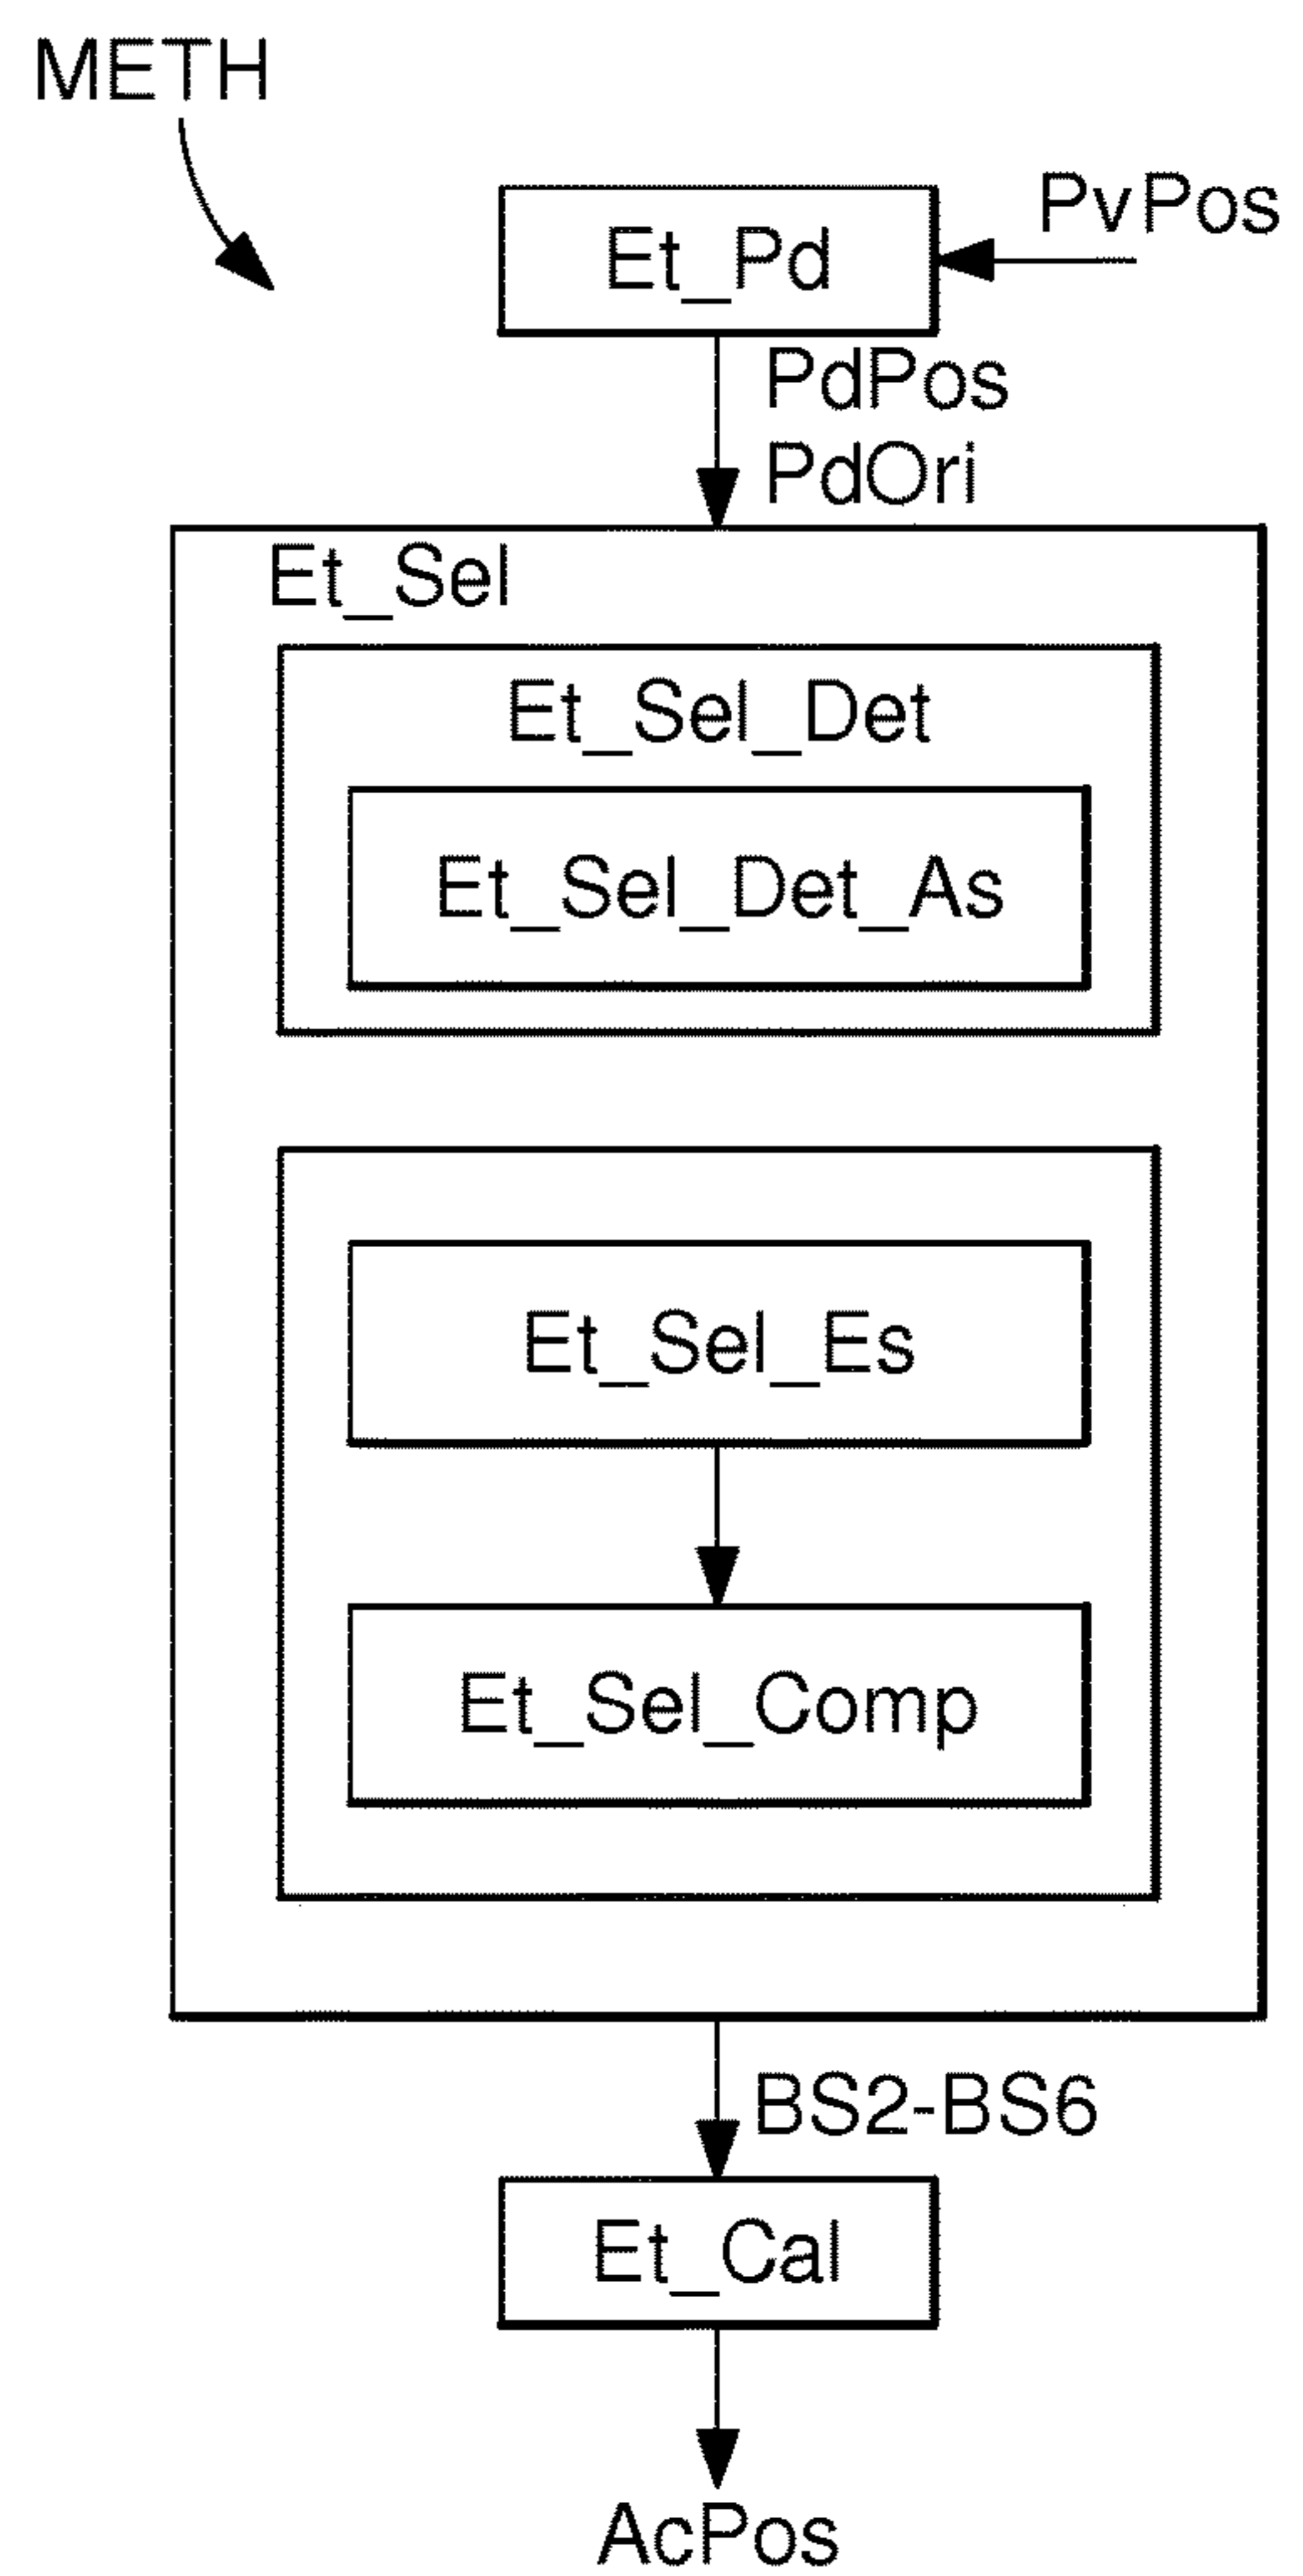 METH
PvPos
Et_Pd
PdPos
PdOri
Et_Sel
Et_Sel_Det
Et_Sel_Det_As
Et_Sel_Es
Et_Sel_Comp
BS2-BS6
Et_Cal
AcPos